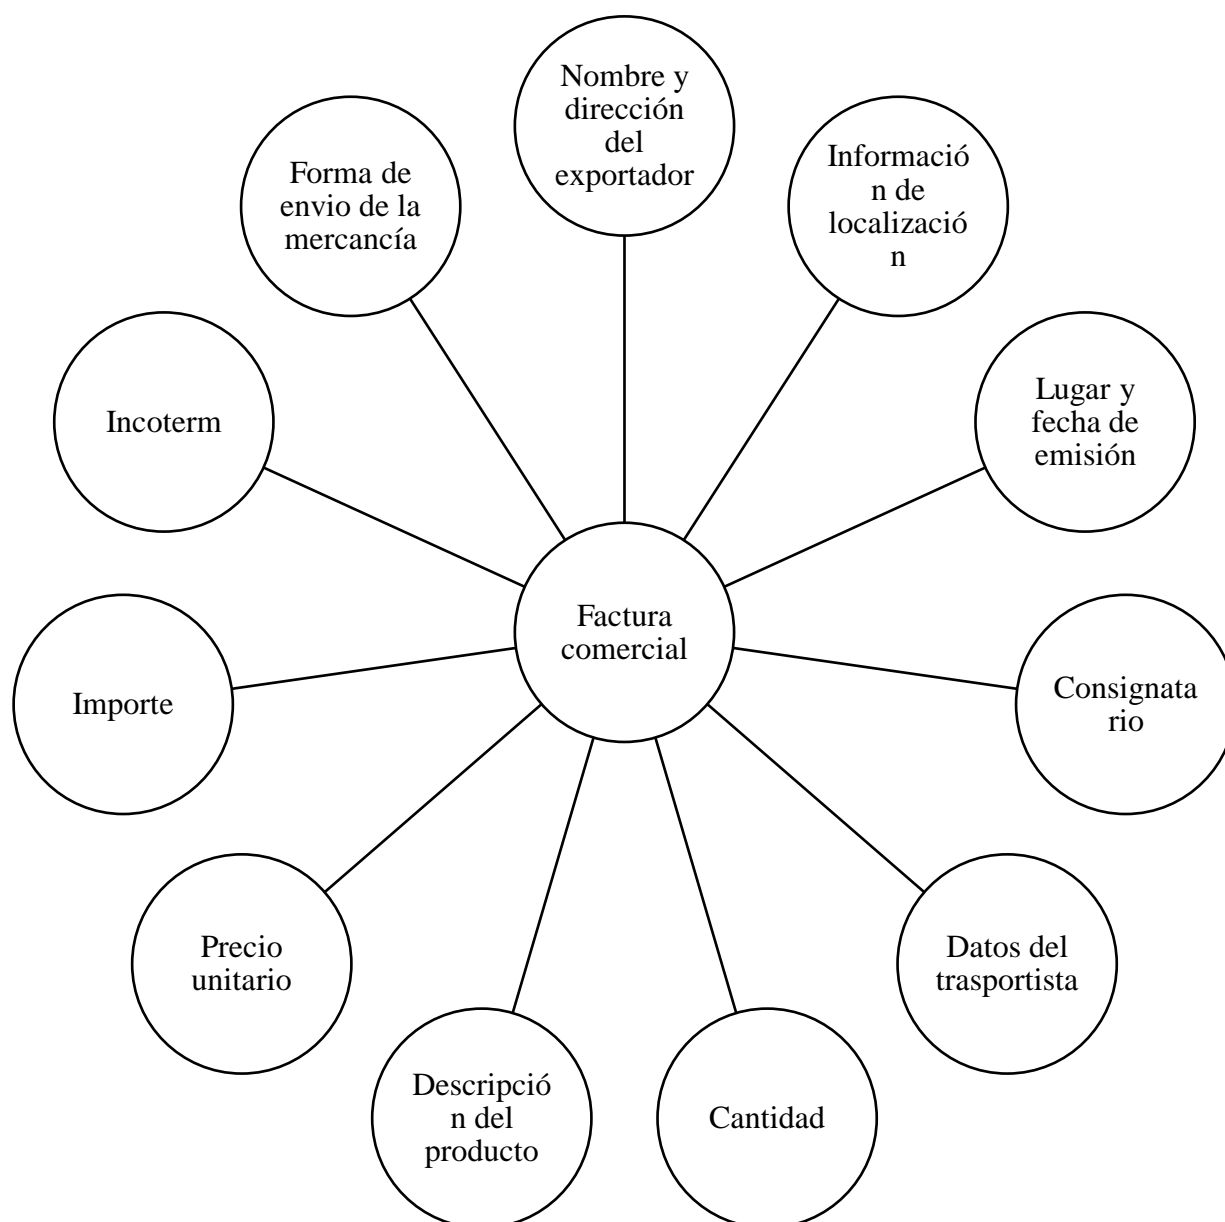 Nombre y
dirección
del
exportador
Informació
n de
localizació
n
Lugar y
fecha de
emisión
Consignata
rio
Datos del
trasportista
Cantidad
Descripció
n del
producto
Precio
unitario
Importe
Incoterm
Forma de
envio de la
mercancía
Factura
comercial